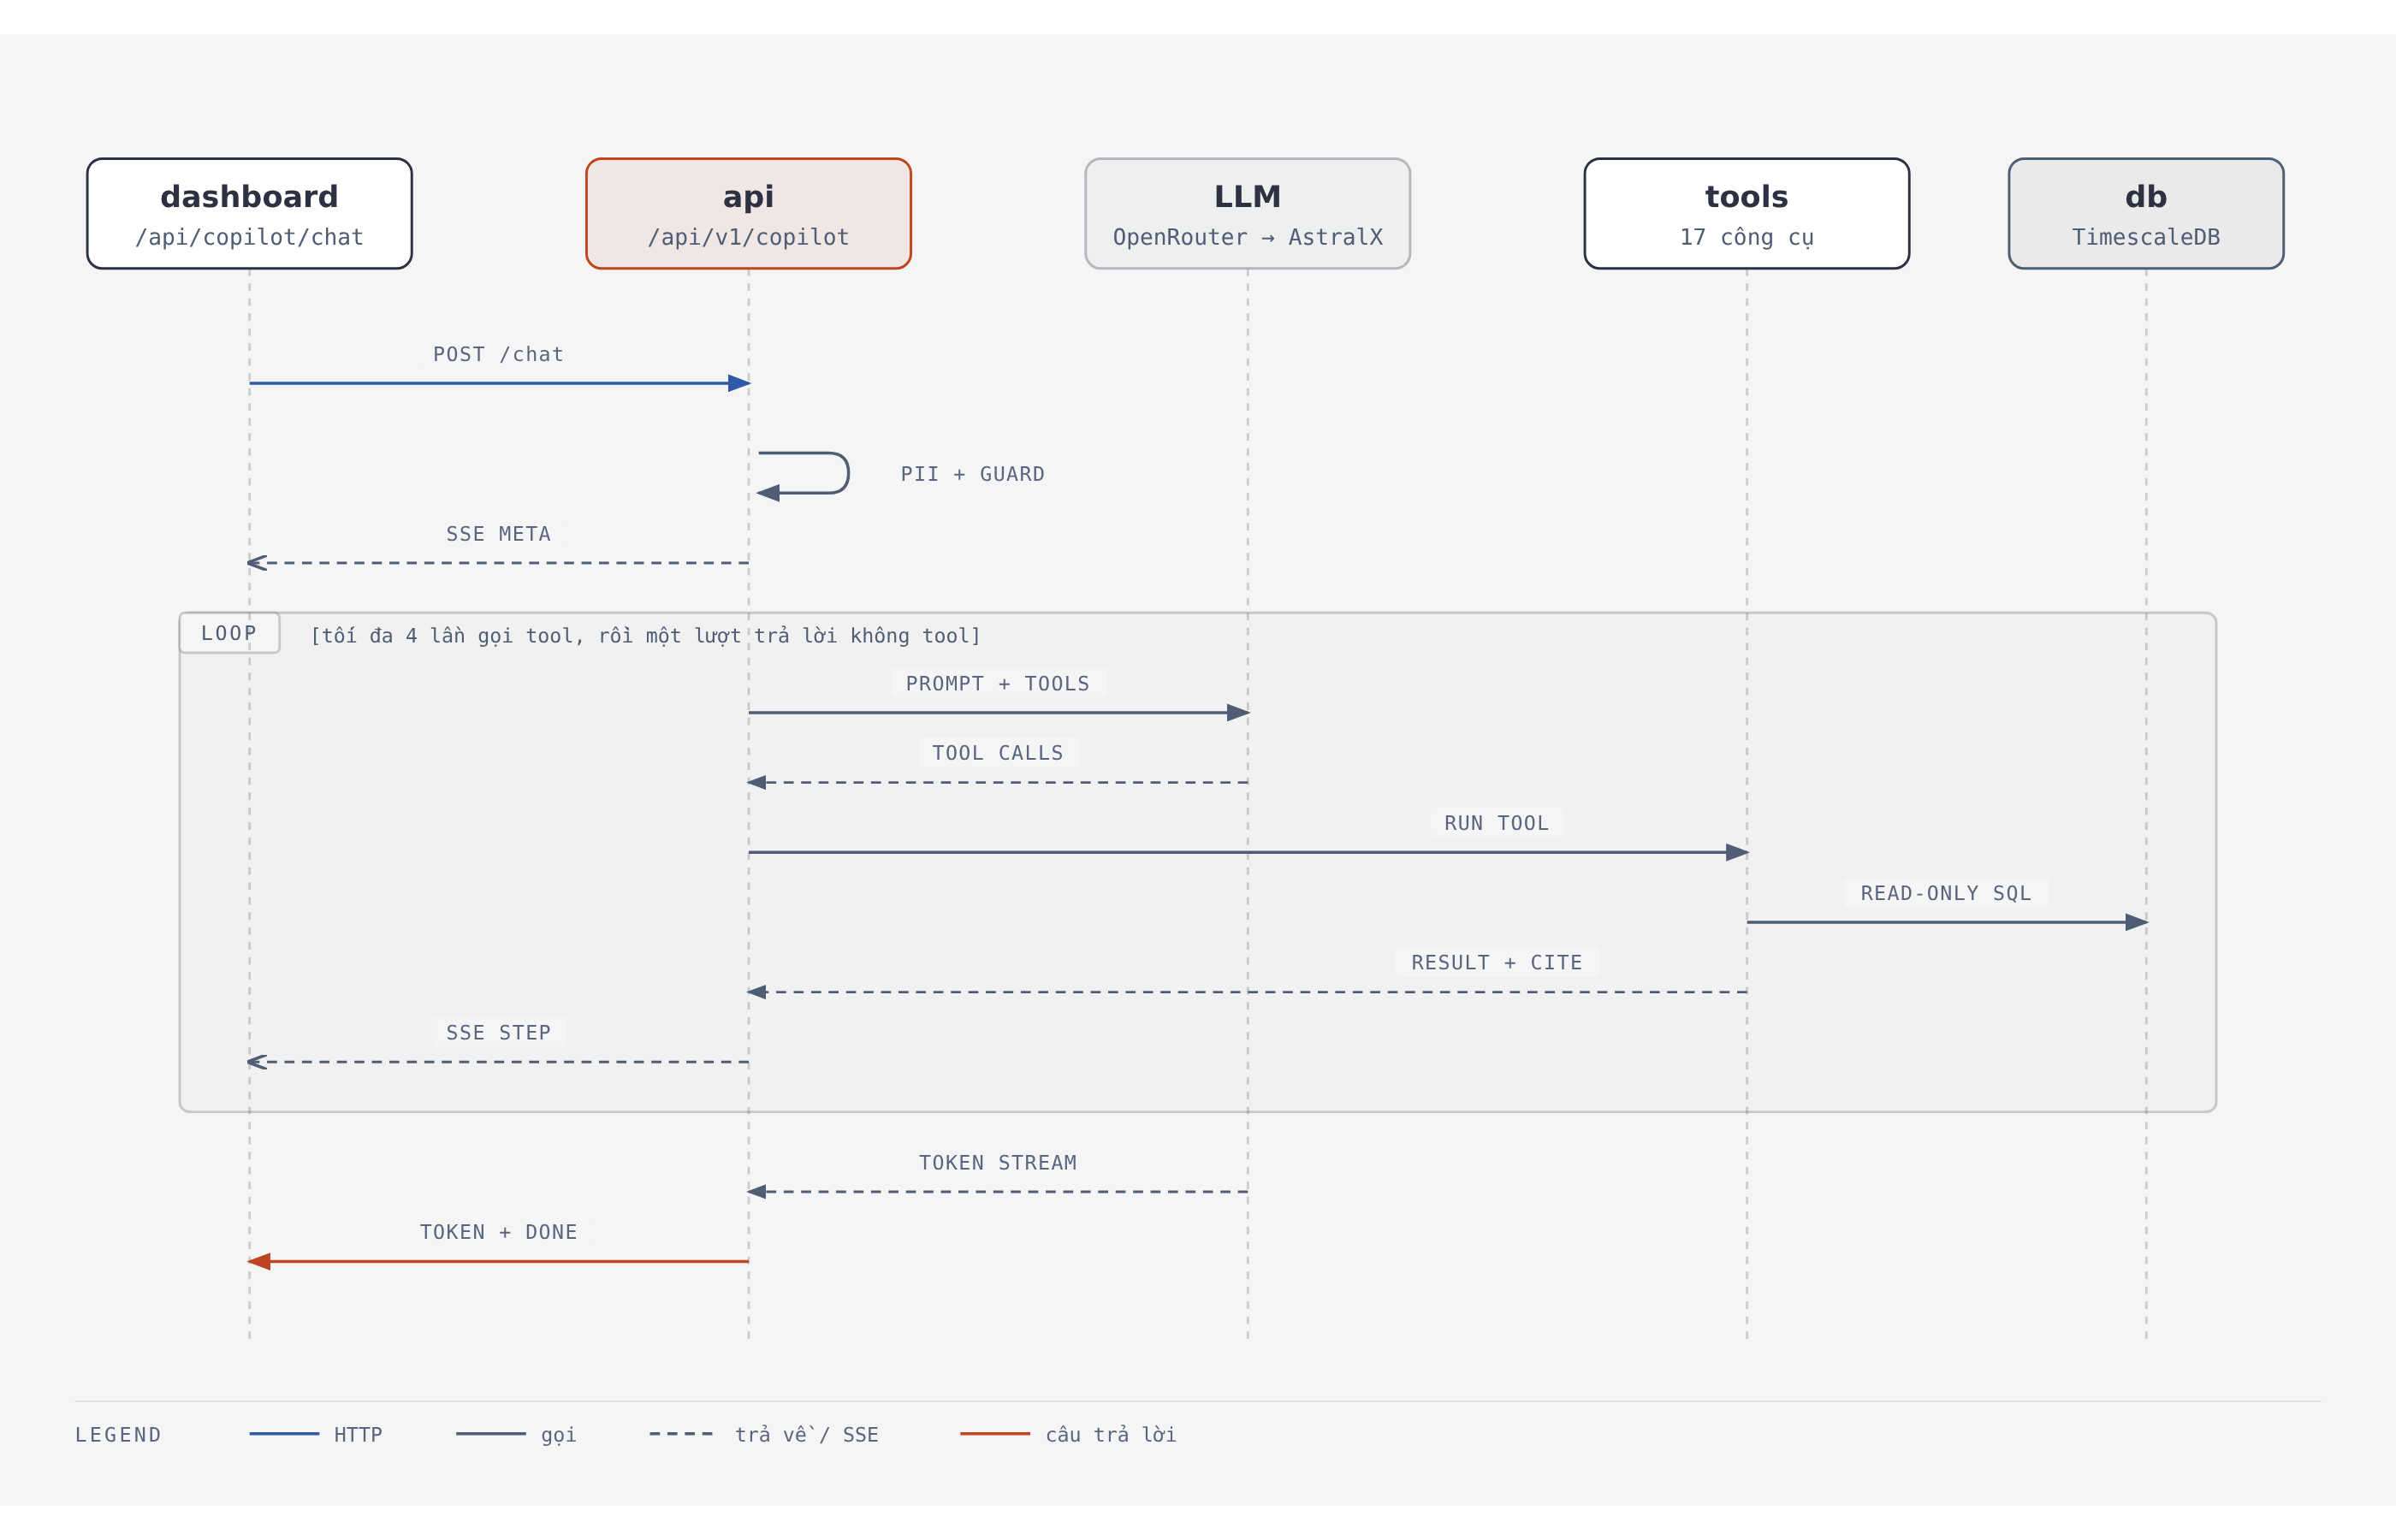 dashboard
/api/copilot/chat
api
/api/v1/copilot
LLM
OpenRouter → AstralX
tools
17 công cụ
db
TimescaleDB
POST /chat
PII + GUARD
SSE META
LOOP
[tối đa 4 lần gọi tool, rồi một lượt trả lời không tool]
PROMPT + TOOLS
TOOL CALLS
RUN TOOL
READ-ONLY SQL
RESULT + CITE
SSE STEP
TOKEN STREAM
TOKEN + DONE
LEGEND
HTTP
gọi
trả về / SSE
câu trả lời